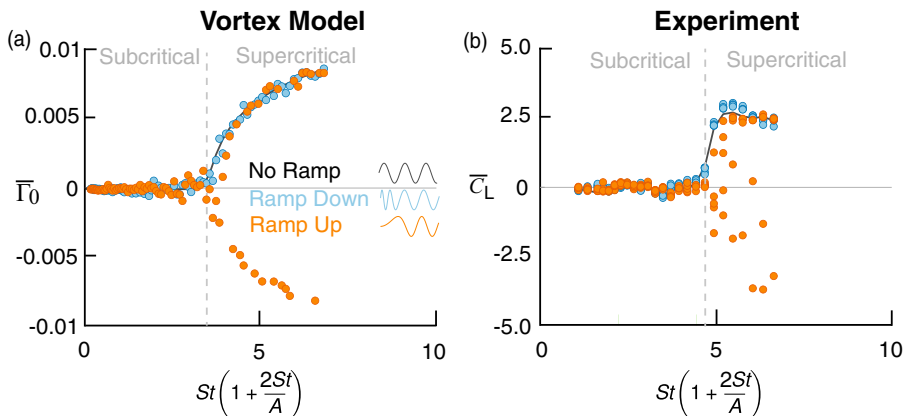 Vortex Model
(a)
0.01
0.005
0
-0.005
-0.01
Γ̅0
Subcritical
Supercritical
No Ramp
Ramp Down
Ramp Up
0
5
10
St(1 + 2St/A)
Experiment
(b)
5.0
2.5
0
-2.5
-5.0
C̅L
Subcritical
Supercritical
0
5
10
St(1 + 2St/A)